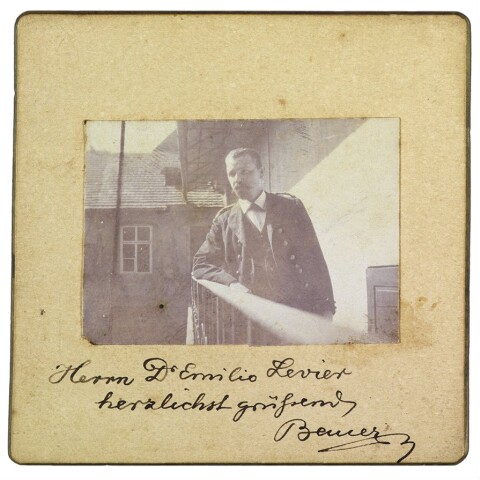 Herrn Dr Emilio Levier
herzlichst grüßend